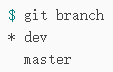 $ git branch
* dev
  master